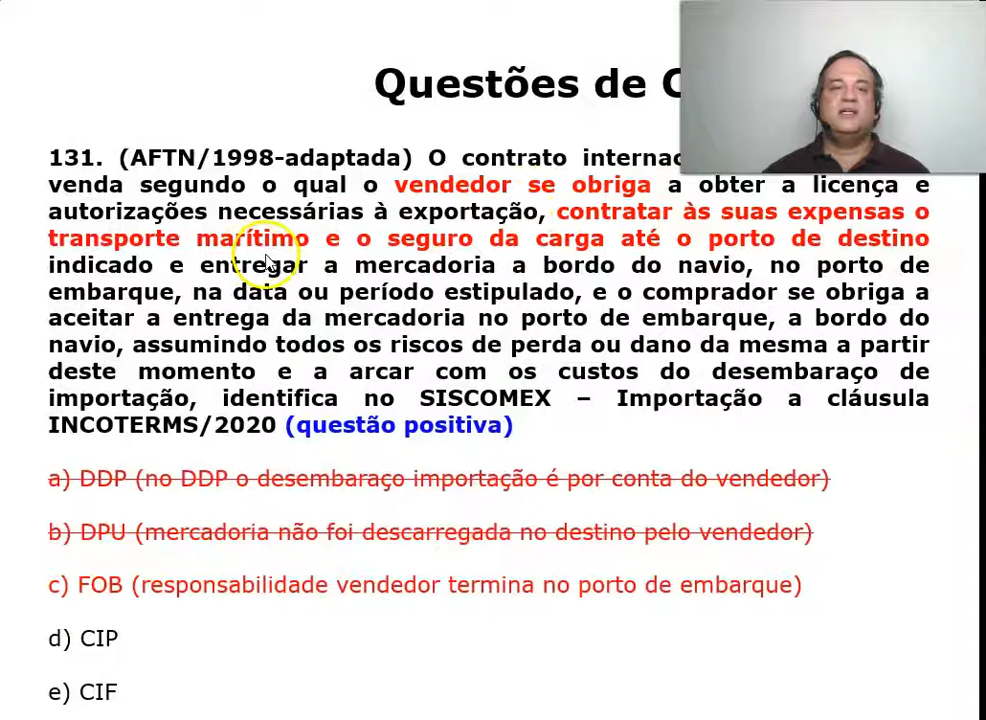 Questões de
131. (AFTN/1998-adaptada) O contrato
venda segundo o qual o vendedor se obriga a obter a licença e
autorizações necessárias à exportação, contratar às suas expensas o
transporte marítimo e o seguro da carga até o porto de destino
indicado e entregar a mercadoria a bordo do navio, no porto de
embarque, na data ou período estipulado, e o comprador se obriga a
aceitar a entrega da mercadoria no porto de embarque, a bordo do
navio, assumindo todos os riscos de perda ou dano da mesma a partir
deste momento e a arcar com os custos do desembaraço de
importação, identifica no SISCOMEX – Importação a cláusula
INCOTERMS/2020 (questão positiva)
a) DDP (no DDP o desembaraço importação é por conta do vendedor)
b) DPU (mercadoria não foi descarregada no destino pelo vendedor)
c) FOB (responsabilidade vendedor termina no porto de embarque)
d) CIP
e) CIF